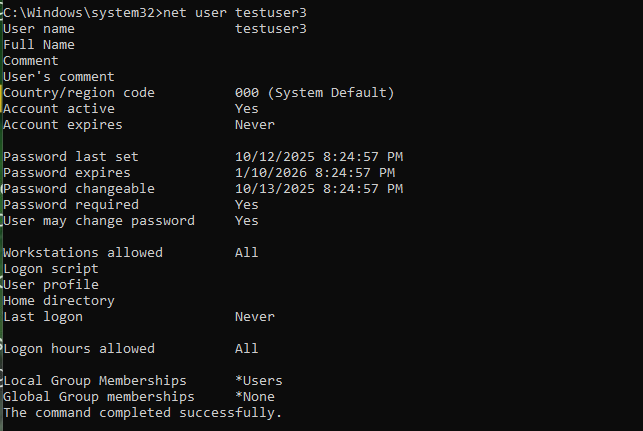 C:\Windows\system32>net user testuser3
User name                    testuser3
Full Name
Comment
User's comment
Country/region code          000 (System Default)
Account active               Yes
Account expires              Never

Password last set            10/12/2025 8:24:57 PM
Password expires             1/10/2026 8:24:57 PM
Password changeable          10/13/2025 8:24:57 PM
Password required            Yes
User may change password     Yes

Workstations allowed         All
Logon script
User profile
Home directory
Last logon                   Never

Logon hours allowed          All

Local Group Memberships      *Users
Global Group memberships     *None
The command completed successfully.